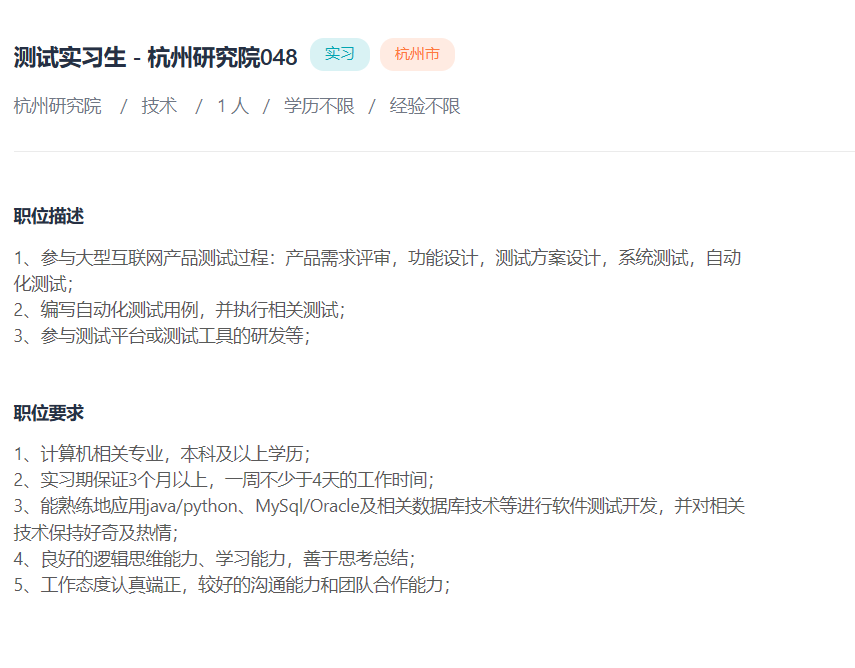 测试实习生 - 杭州研究院048 实习 杭州市
杭州研究院 / 技术 / 1 人 / 学历不限 / 经验不限
职位描述
1、参与大型互联网产品测试过程：产品需求评审，功能设计，测试方案设计，系统测试，自动
化测试；
2、编写自动化测试用例，并执行相关测试；
3、参与测试平台或测试工具的研发等；
职位要求
1、计算机相关专业，本科及以上学历；
2、实习期保证3个月以上，一周不少于4天的工作时间；
3、能熟练地应用java/python、MySql/Oracle及相关数据库技术等进行软件测试开发，并对相关
技术保持好奇及热情；
4、良好的逻辑思维能力、学习能力，善于思考总结；
5、工作态度认真端正，较好的沟通能力和团队合作能力；